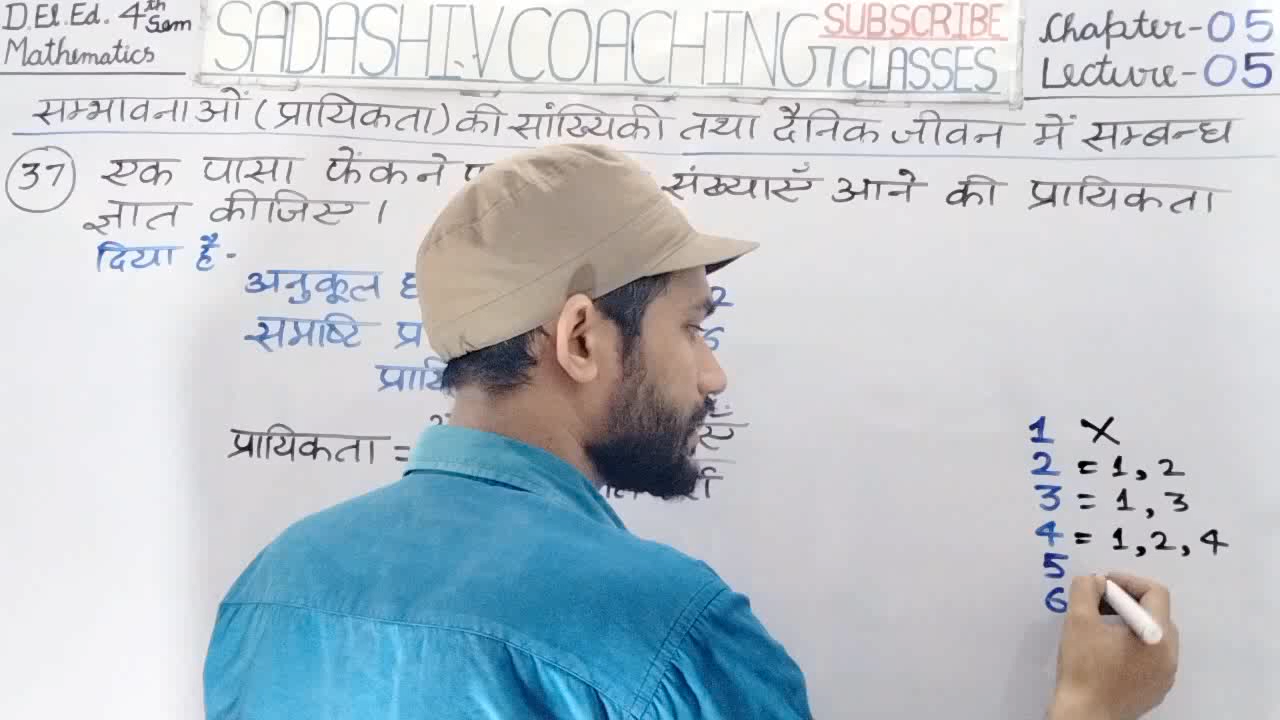 D.El.Ed. 4th Sem
Mathematics
SADASHIV COACHING
SUBSCRIBE
CLASSES
Chapter-05
Lecture-05
सम्भावनाओं (प्रायिकता) की सांख्यिकी तथा दैनिक जीवन में सम्बन्ध
37 एक पासा फेंकने संख्याएँ आने की प्रायिकता
ज्ञात कीजिए।
दिया है-
अनुकूल 2
समष्टि
प्रायिकता =
1 X
2 = 1, 2
3 = 1, 3
4 = 1, 2, 4
5
6